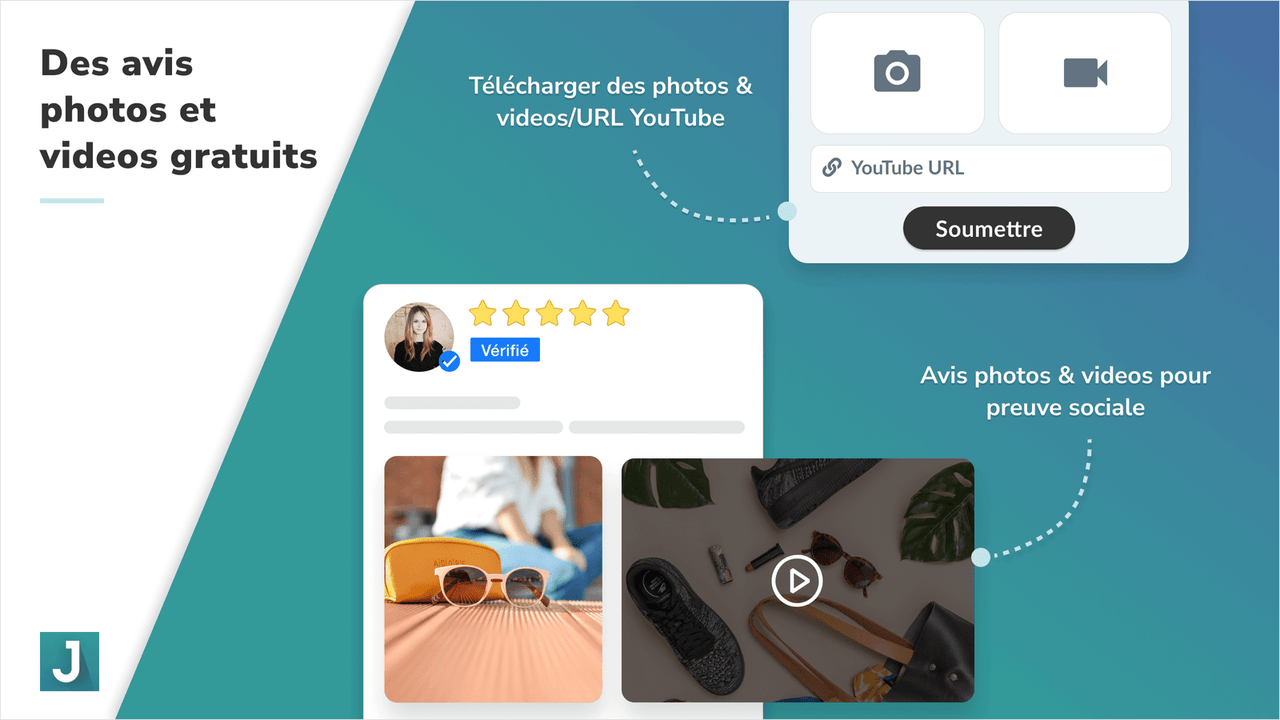 Des avis
photos et
videos gratuits
Télécharger des photos &
videos/URL YouTube
YouTube URL
Soumettre
Vérifié
Avis photos & videos pour
preuve sociale
J